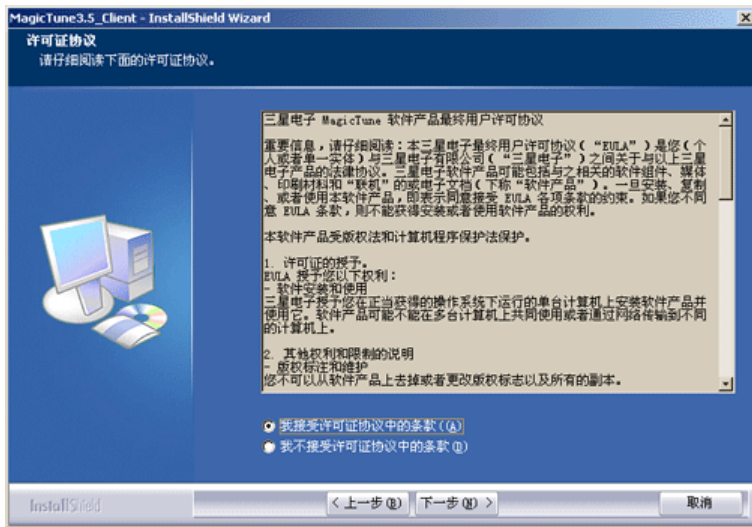 MagicTune3.5_Client - InstallShield Wizard
许可证协议
请仔细阅读下面的许可证协议。
三星电子 MagicTune 软件产品最终用户许可协议
重要信息，请仔细阅读：本三星电子最终用户许可协议（ “EULA” ）是您（ 个
人或者单一实体）与三星电子有限公司（ “三星电子” ）之间关于与以上三星
电子产品的法律协议。三星电子软件产品可能包括与之相关的软件组件、媒体
、印刷材料和 “联机” 的或电子文档（ 下称 “软件产品” ）。一旦安装、复制
、或者使用本软件产品，即表示同意接受 EULA 各项条款的约束。如果您不同
意 EULA 条款，则不能获得安装或者使用软件产品的权利。
本软件产品受版权法和计算机程序保护法保护。
1. 许可证的授予。
EULA 授予您以下权利：
- 软件安装和使用
三星电子授予您在正当获得的操作系统下运行的单台计算机上安装软件产品并
使用它。软件产品可能不能在多台计算机上共同使用或者通过网络传输到不同
的计算机上。
2. 其他权利和限制的说明
- 版权标注和维护
您不可以从软件产品上去掉或者更改版权标志以及所有的副本。
我接受许可证协议中的条款((A)
我不接受许可证协议中的条款(D)
InstallShield
< 上一步(B)
下一步(N) >
取消